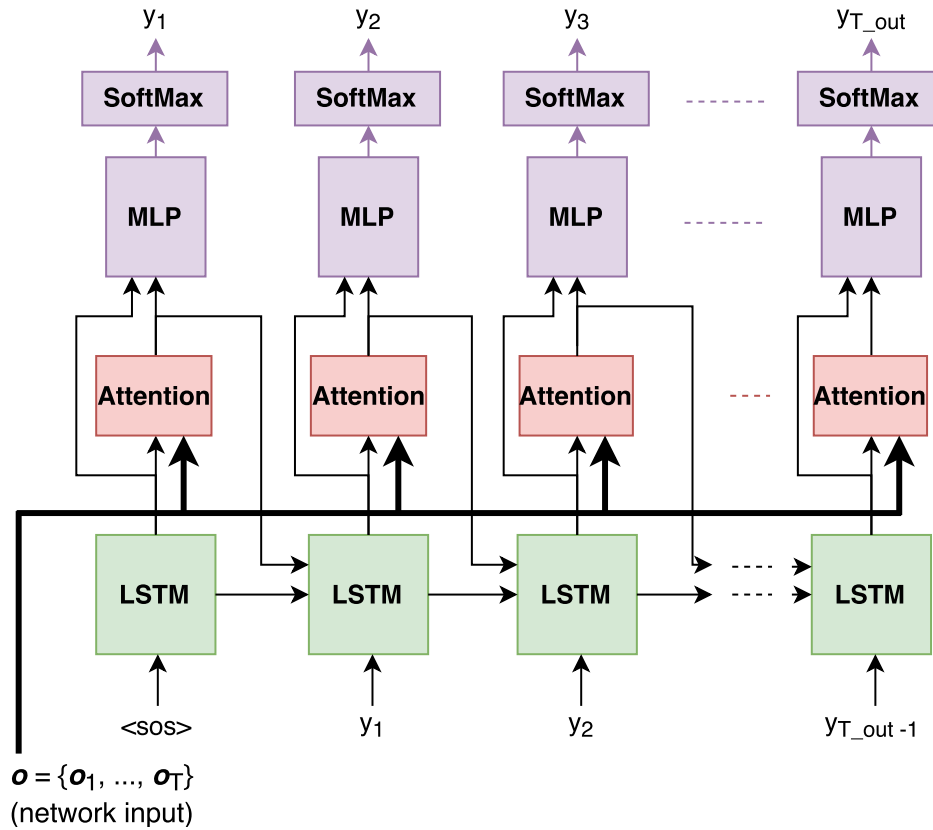 y1 y2 y3 yT_out
SoftMax SoftMax SoftMax SoftMax
MLP MLP MLP MLP
Attention Attention Attention Attention
LSTM LSTM LSTM LSTM
<sos> y1 y2 yT_out -1
o = {o1, ..., oT}
(network input)